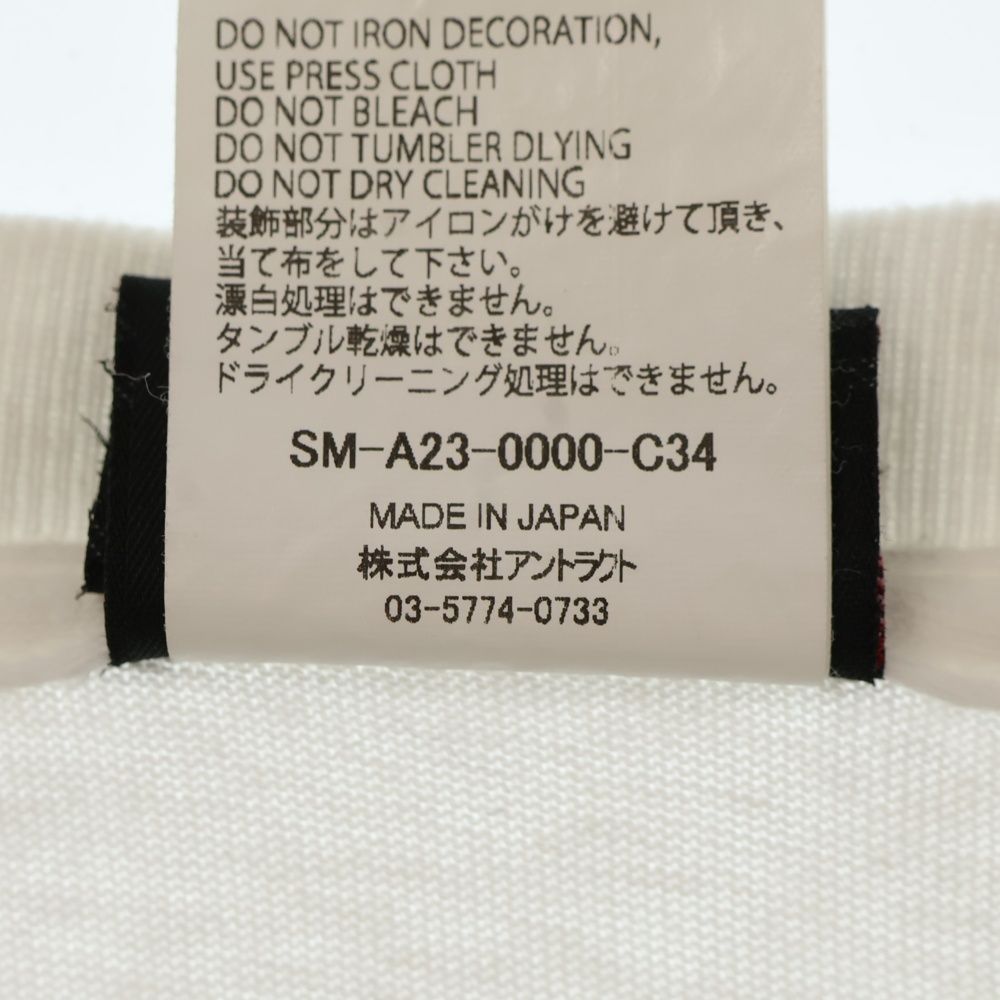 DO NOT IRON DECORATION,
USE PRESS CLOTH
DO NOT BLEACH
DO NOT TUMBLER DLYING
DO NOT DRY CLEANING
装飾部分はアイロンがけを避けて頂き、
当て布をして下さい。
漂白処理はできません。
タンブル乾燥はできません。
ドライクリーニング処理はできません。
SM-A23-0000-C34
MADE IN JAPAN
株式会社アントラクト
03-5774-0733